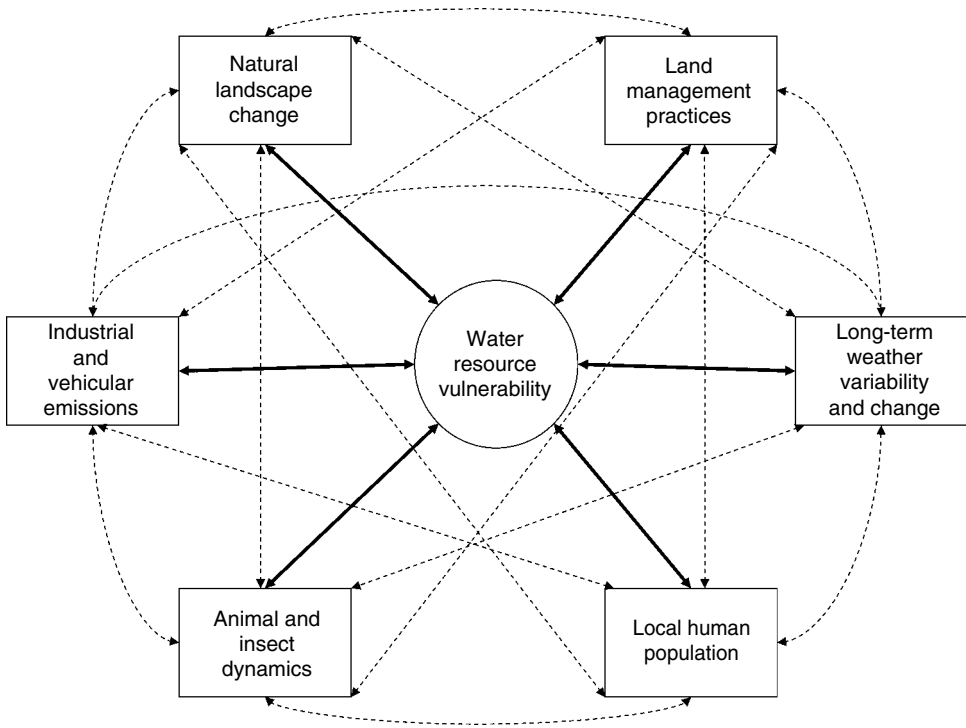 Natural
landscape
change
Land
management
practices
Industrial
and
vehicular
emissions
Water
resource
vulnerability
Long-term
weather
variability
and change
Animal and
insect
dynamics
Local human
population